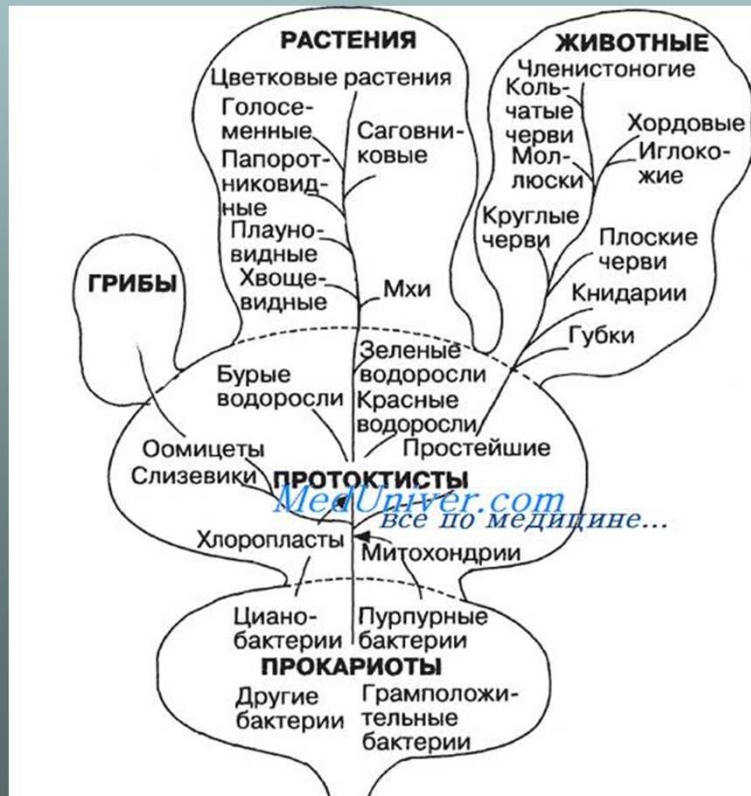 РАСТЕНИЯ
Цветковые растения
Голосе-
менные
Саговни-
ковые
Папорот-
никовид-
ные
Плауно-
видные
Хвоще-
видные
Мхи
ЖИВОТНЫЕ
Членистоногие
Коль-
чатые
черви
Хордовые
Мол-
люски
Иглоко-
жие
Круглые
черви
Плоские
черви
Книдарии
Губки
ГРИБЫ
Зеленые
водоросли
Бурые
водоросли
Красные
водоросли
Простейшие
Оомицеты
Слизевики
ПРОТОКТИСТЫ
MedUniver.com
все по медицине...
Хлоропласты
Митохондрии
Циано-
бактерии
Пурпурные
бактерии
ПРОКАРИОТЫ
Другие
бактерии
Грамположи-
тельные
бактерии